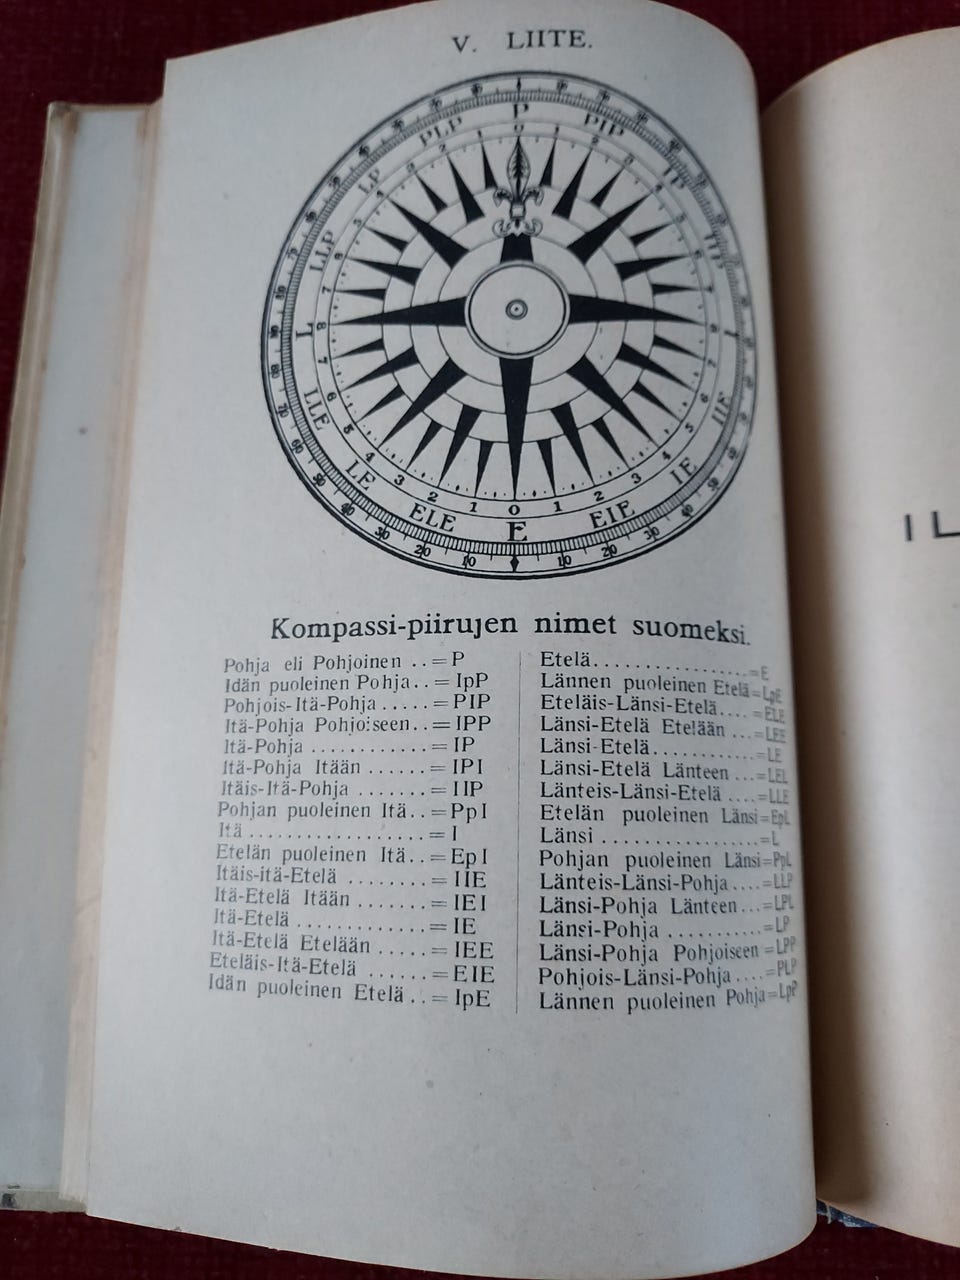 V. LIITE.
P
PIP
IP
IIP
I
IIE
IE
EIE
E
ELE
LE
LLE
L
LLP
LP
PLP
Kompassi-piirujen nimet suomeksi.
Pohja eli Pohjoinen ..= P
Idän puoleinen Pohja..= IpP
Pohjois-Itä-Pohja .....= PIP
Itä-Pohja Pohjoiseen..= IPP
Itä-Pohja ............= IP
Itä-Pohja Itään ......= IPI
Itäis-Itä-Pohja .......= IIP
Pohjan puoleinen Itä..=PpI
Itä..................= I
Etelän puoleinen Itä..=EpI
Itäis-itä-Etelä ........= IIE
Itä-Etelä Itään ......= IEI
Itä-Etelä .............= IE
Itä-Etelä Etelään .....= IEE
Eteläis-Itä-Etelä ......=EIE
Idän puoleinen Etelä..= IpE
Etelä................=E
Lännen puoleinen Etelä=LpE
Eteläis-Länsi-Etelä....=ELE
Länsi-Etelä Etelään ...=LEE
Länsi-Etelä...........=LE
Länsi-Etelä Länteen ...=LEL
Länteis-Länsi-Etelä ....=LLE
Etelän puoleinen Länsi=EpL
Länsi ................=L
Pohjan puoleinen Länsi=PpL
Länteis-Länsi-Pohja....=LLP
Länsi-Pohja Länteen...=LPL
Länsi-Pohja ..........=LP
Länsi-Pohja Pohjoiseen=LPP
Pohjois-Länsi-Pohja....=PLP
Lännen puoleinen Pohja=LpP
IL